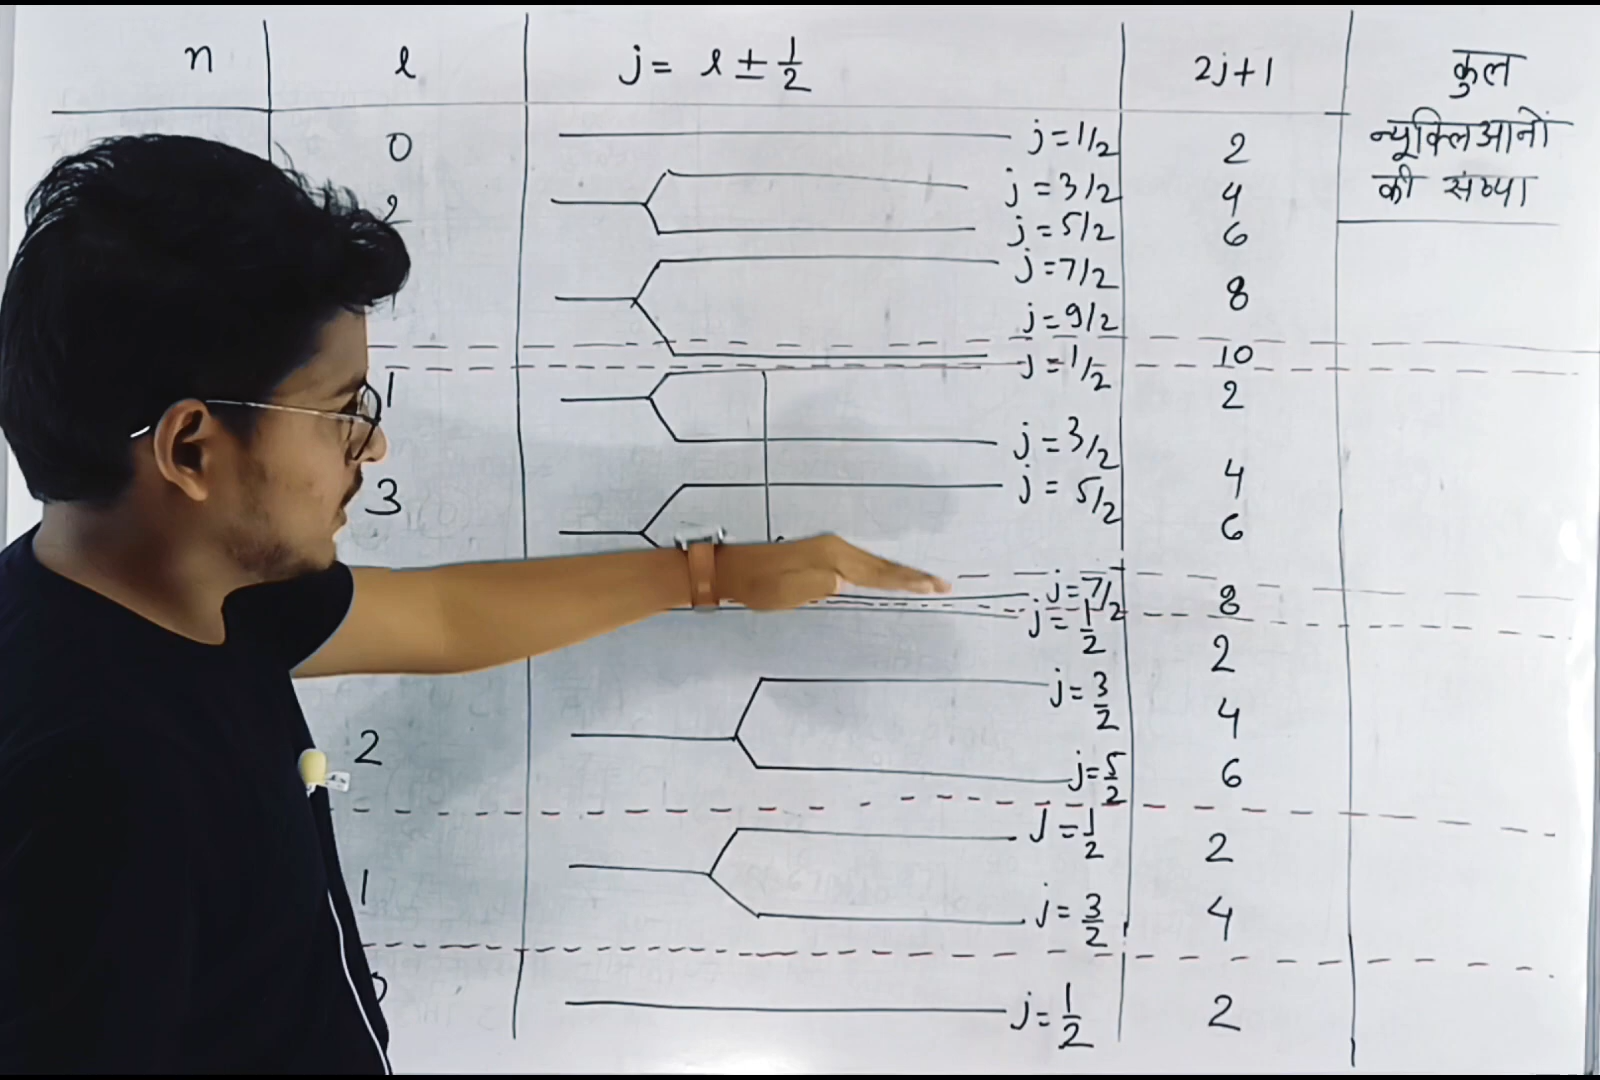 n l j = l ± 1/2 2j+1 कुल
न्यूक्लिआनों
की संख्या
0 j = 1/2 2
j = 3/2 4
j = 5/2 6
j = 7/2 8
j = 9/2 10
1 j = 1/2 2
j = 3/2 4
3 j = 5/2 6
j = 7/2 8
j = 1/2 2
2 j = 3/2 4
j = 5/2 6
1 j = 1/2 2
j = 3/2 4
j = 1/2 2